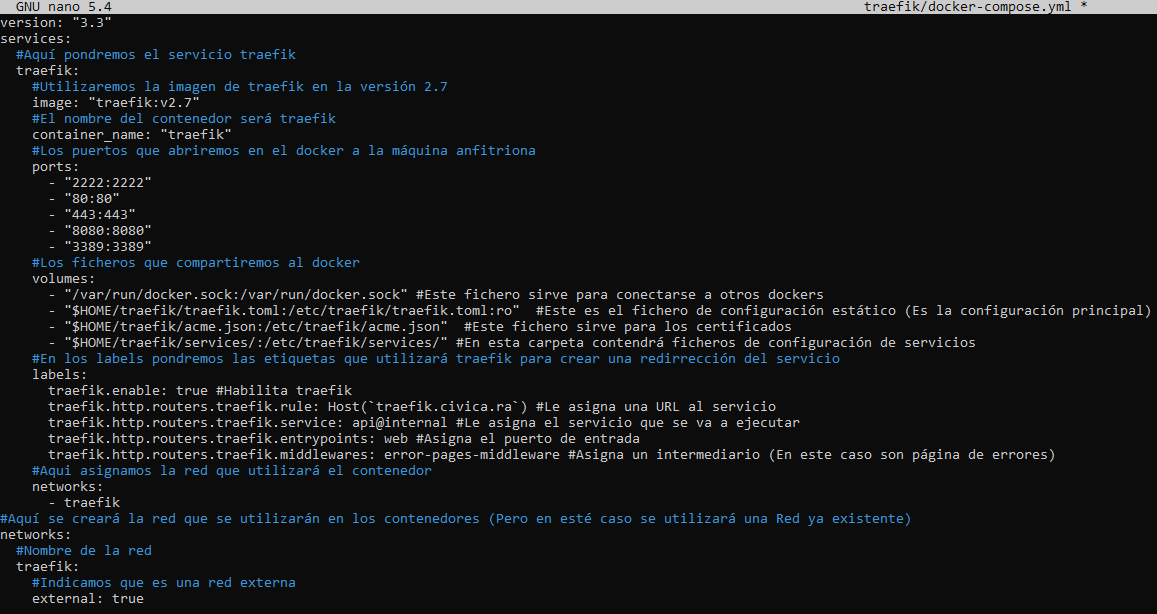 GNU nano 5.4 traefik/docker-compose.yml *
version: "3.3"
services:
  #Aquí pondremos el servicio traefik
  traefik:
    #Utilizaremos la imagen de traefik en la versión 2.7
    image: "traefik:v2.7"
    #El nombre del contenedor será traefik
    container_name: "traefik"
    #Los puertos que abriremos en el docker a la máquina anfitriona
    ports:
      - "2222:2222"
      - "80:80"
      - "443:443"
      - "8080:8080"
      - "3389:3389"
    #Los ficheros que compartiremos al docker
    volumes:
      - "/var/run/docker.sock:/var/run/docker.sock" #Este fichero sirve para conectarse a otros dockers
      - "$HOME/traefik/traefik.toml:/etc/traefik/traefik.toml:ro"  #Este es el fichero de configuración estático (Es la configuración principal)
      - "$HOME/traefik/acme.json:/etc/traefik/acme.json"  #Este fichero sirve para los certificados
      - "$HOME/traefik/services/:/etc/traefik/services/" #En esta carpeta contendrá ficheros de configuración de servicios
    #En los labels pondremos las etiquetas que utilizará traefik para crear una redirrección del servicio
    labels:
      traefik.enable: true #Habilita traefik
      traefik.http.routers.traefik.rule: Host(`traefik.civica.ra`) #Le asigna una URL al servicio
      traefik.http.routers.traefik.service: api@internal #Le asigna el servicio que se va a ejecutar
      traefik.http.routers.traefik.entrypoints: web #Asigna el puerto de entrada
      traefik.http.routers.traefik.middlewares: error-pages-middleware #Asigna un intermediario (En este caso son página de errores)
    #Aqui asignamos la red que utilizará el contenedor
    networks:
      - traefik
#Aquí se creará la red que se utilizarán en los contenedores (Pero en esté caso se utilizará una Red ya existente)
networks:
  #Nombre de la red
  traefik:
    #Indicamos que es una red externa
    external: true